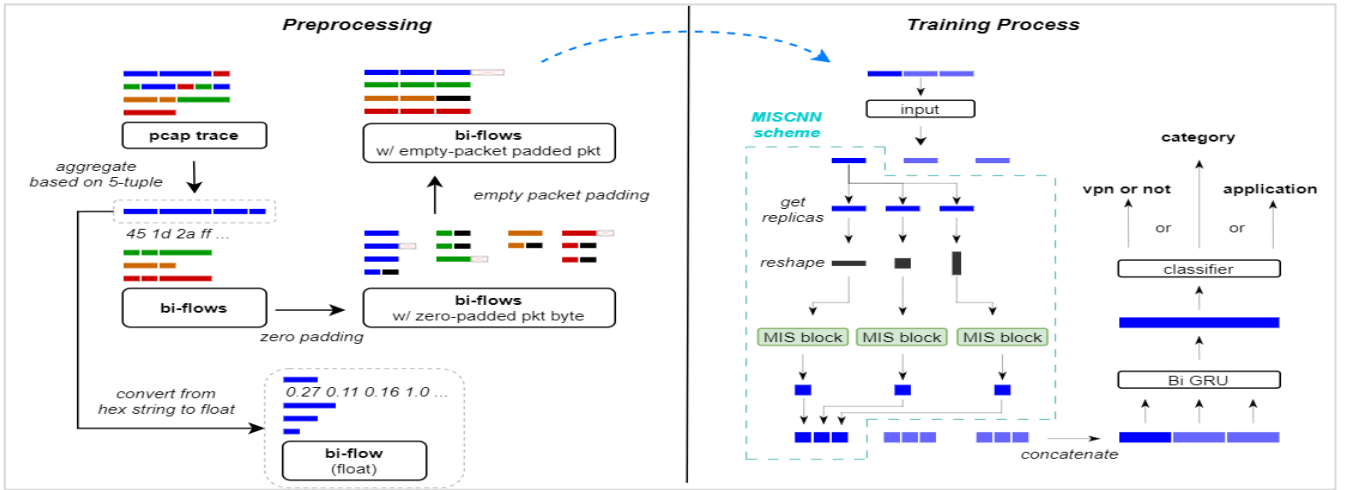 Preprocessing
pcap trace
aggregate
based on 5-tuple
45 1d 2a ff ...
bi-flows
zero padding
convert from
hex string to float
0.27 0.11 0.16 1.0 ...
bi-flow
(float)
bi-flows
w/ empty-packet padded pkt
empty packet padding
bi-flows
w/ zero-padded pkt byte
Training Process
input
MISCNN
scheme
get
replicas
reshape
MIS block
MIS block
MIS block
concatenate
category
vpn or not
application
or
or
classifier
Bi GRU